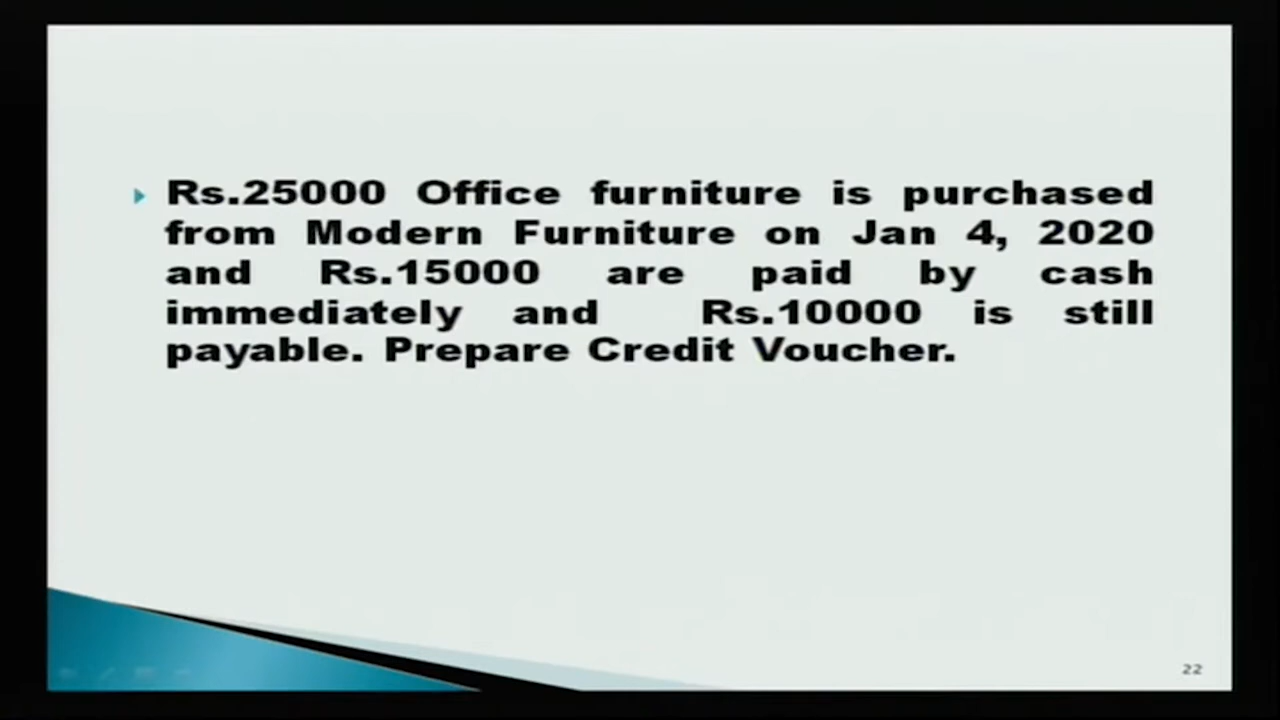 Rs.25000 Office furniture is purchased
from Modern Furniture on Jan 4, 2020
and Rs.15000 are paid by cash
immediately and Rs.10000 is still
payable. Prepare Credit Voucher.
22